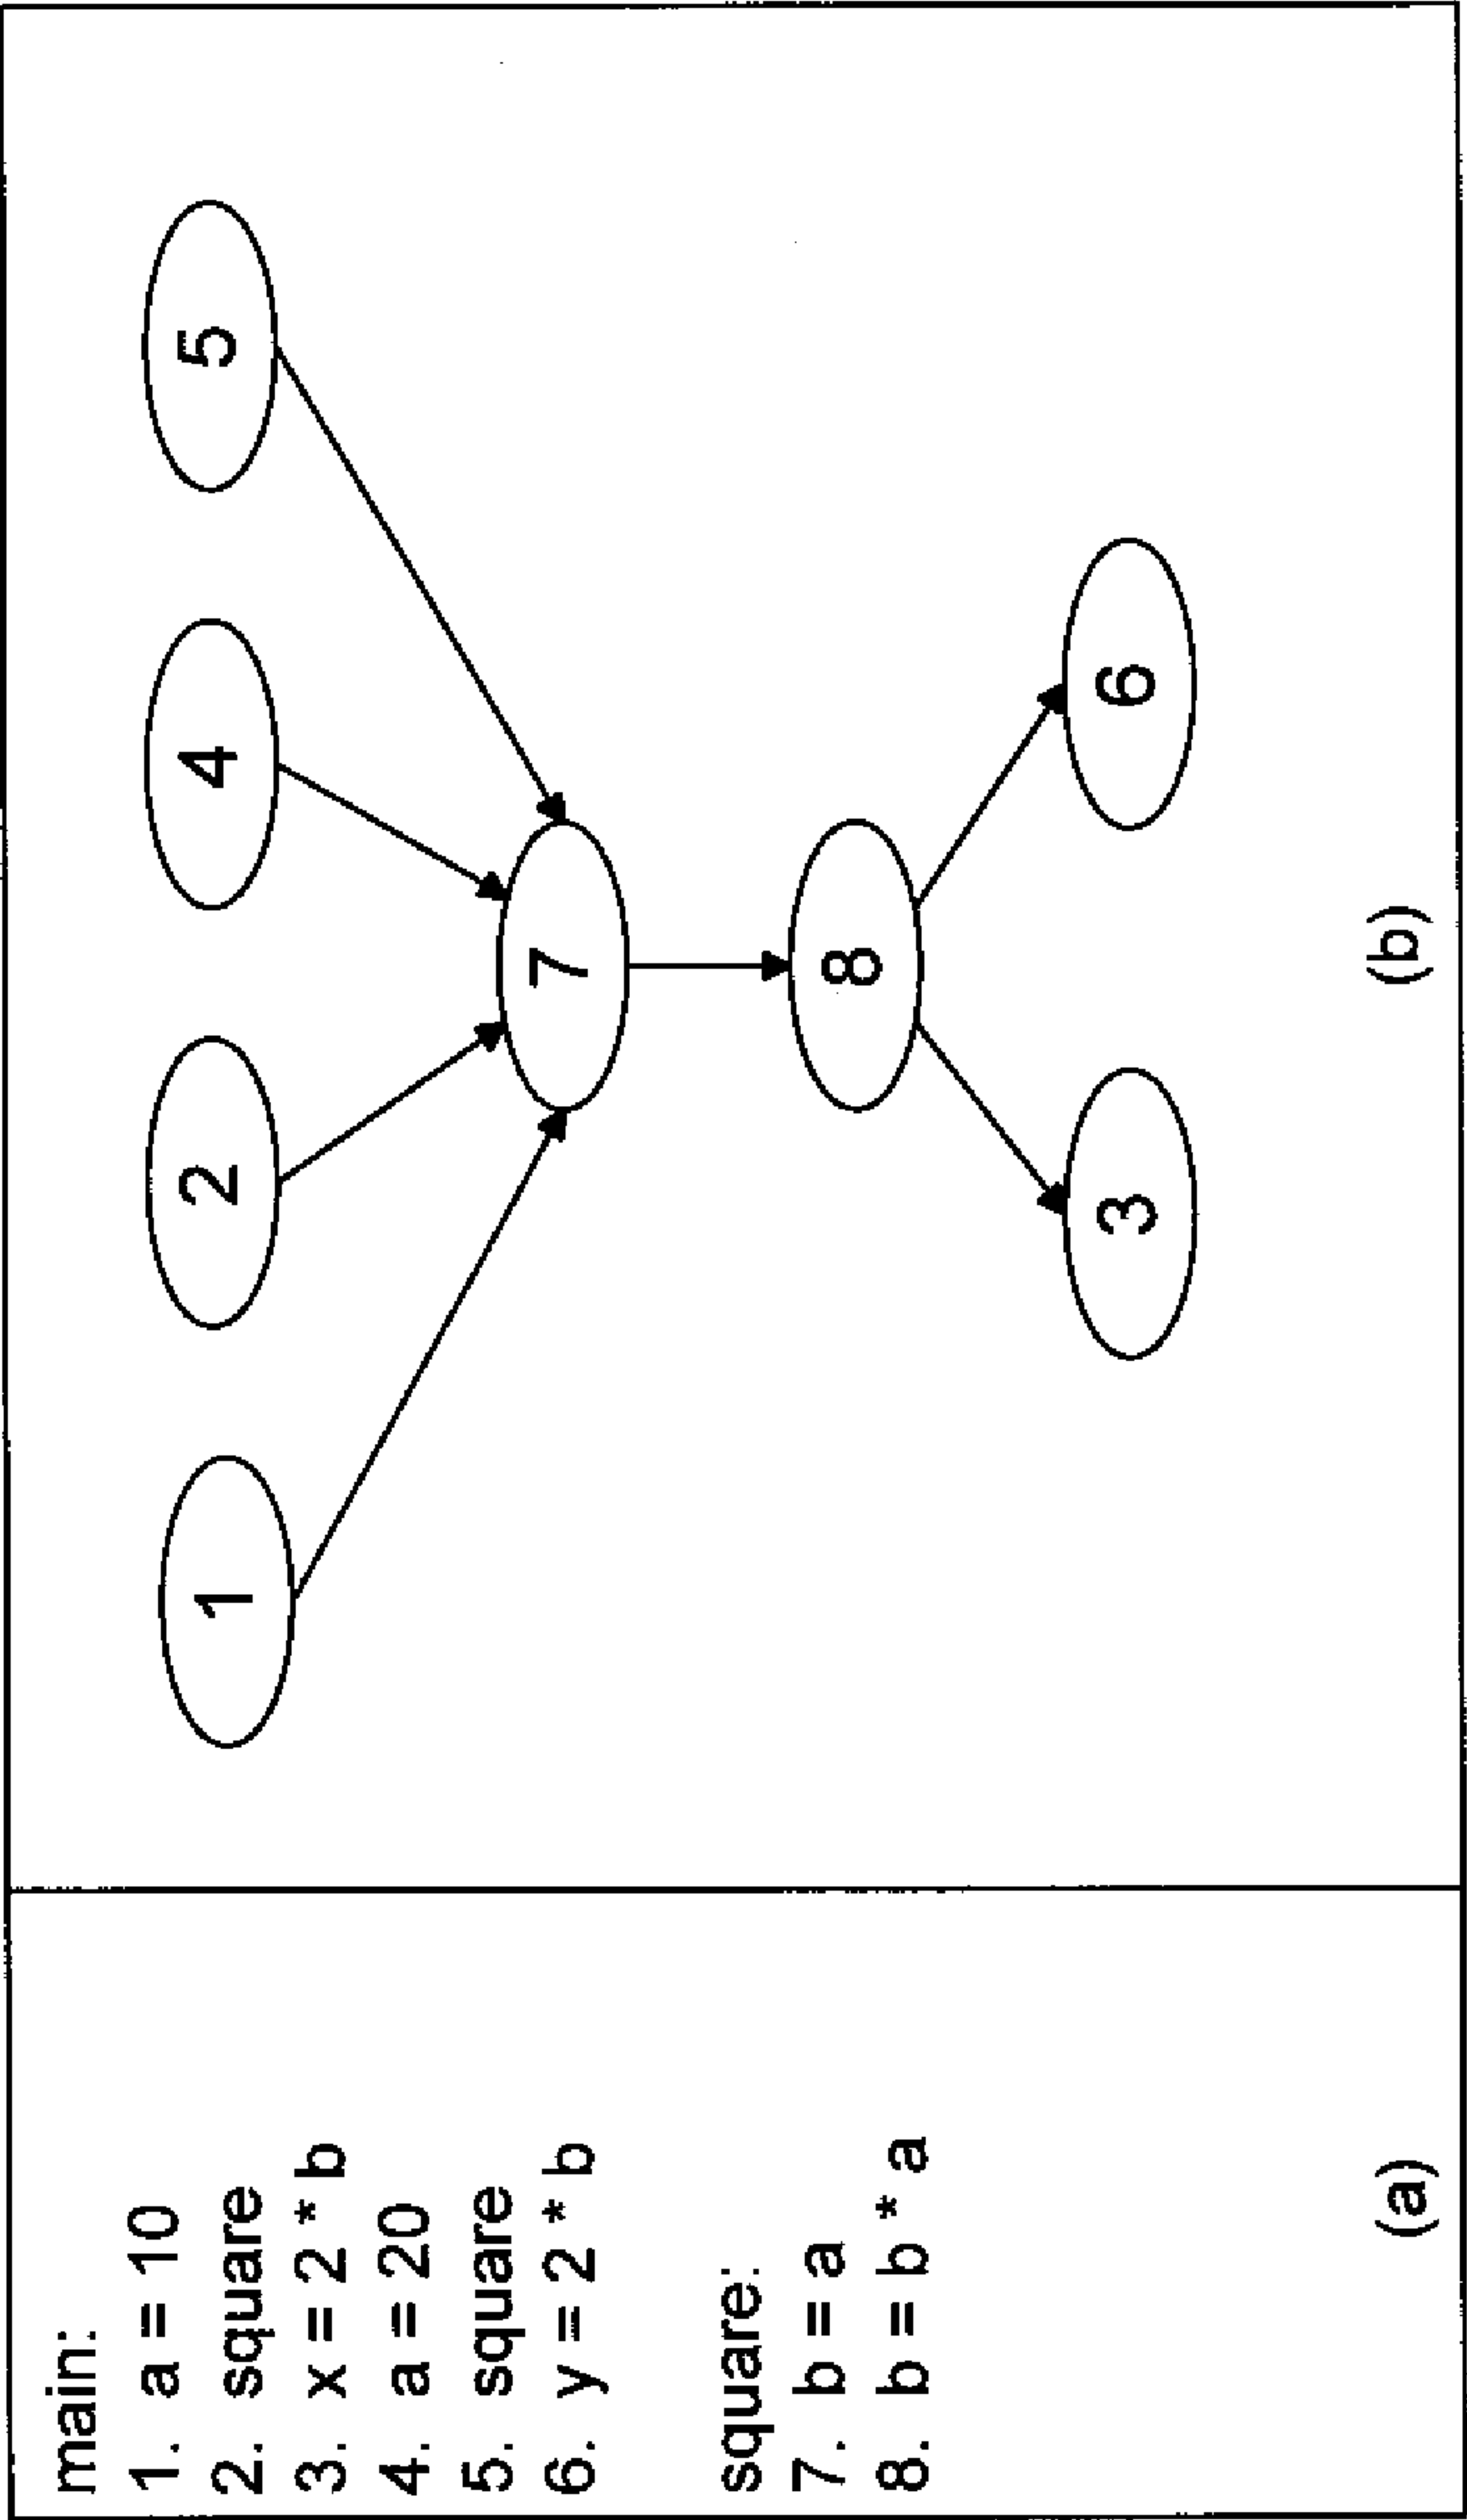 main:
1. a = 10
2. square
3. x = 2 * b
4. a = 20
5. square
6. y = 2 * b
square:
7. b = a
8. b = b * a
(a)
1 2 4 5
7
8
3 6
(b)